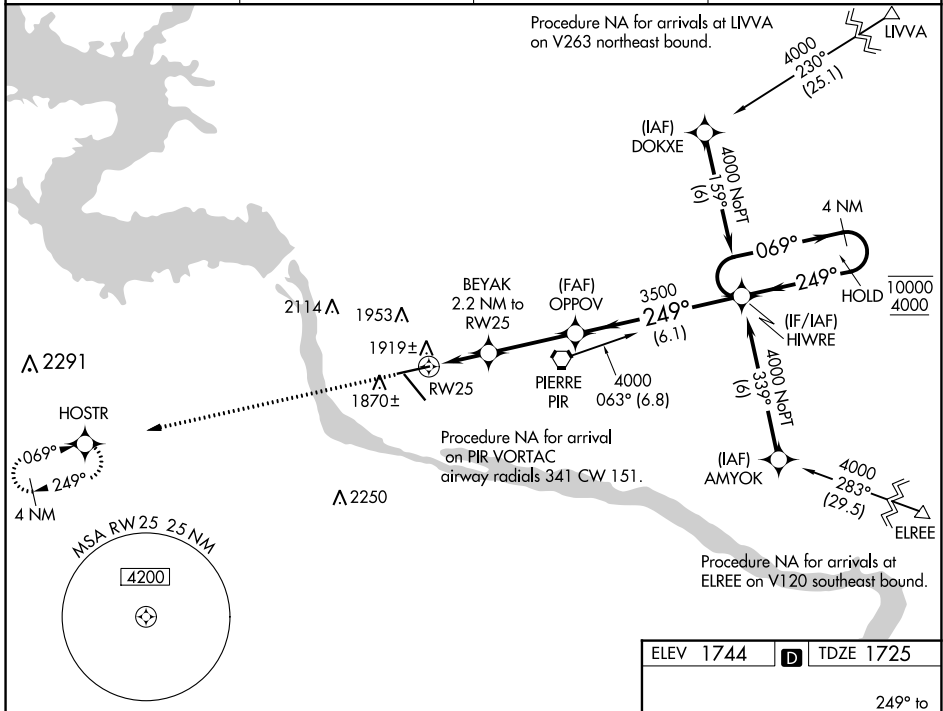 Procedure NA for arrivals at LIVVA
on V263 northeast bound.
LIVVA
4000
230°
(25.1)
(IAF)
DOKXE
4000 NoPT
159°
(6)
4 NM
069°
249°
HOLD
10000
4000
(IF/IAF)
HIWRE
BEYAK
2.2 NM to
RW25
(FAF)
OPPOV
3500
249°
(6.1)
2114
1953
1919±
2291
1870±
RW25
PIERRE
PIR
4000
063° (6.8)
4000 NoPT
339°
(6)
HOSTR
069°
249°
4 NM
Procedure NA for arrival
on PIR VORTAC
airway radials 341 CW 151.
(IAF)
AMYOK
4000
283°
(29.5)
ELREE
2250
MSA RW25 25 NM
4200
Procedure NA for arrivals at
ELREE on V120 southeast bound.
ELEV 1744 D TDZE 1725
249° to